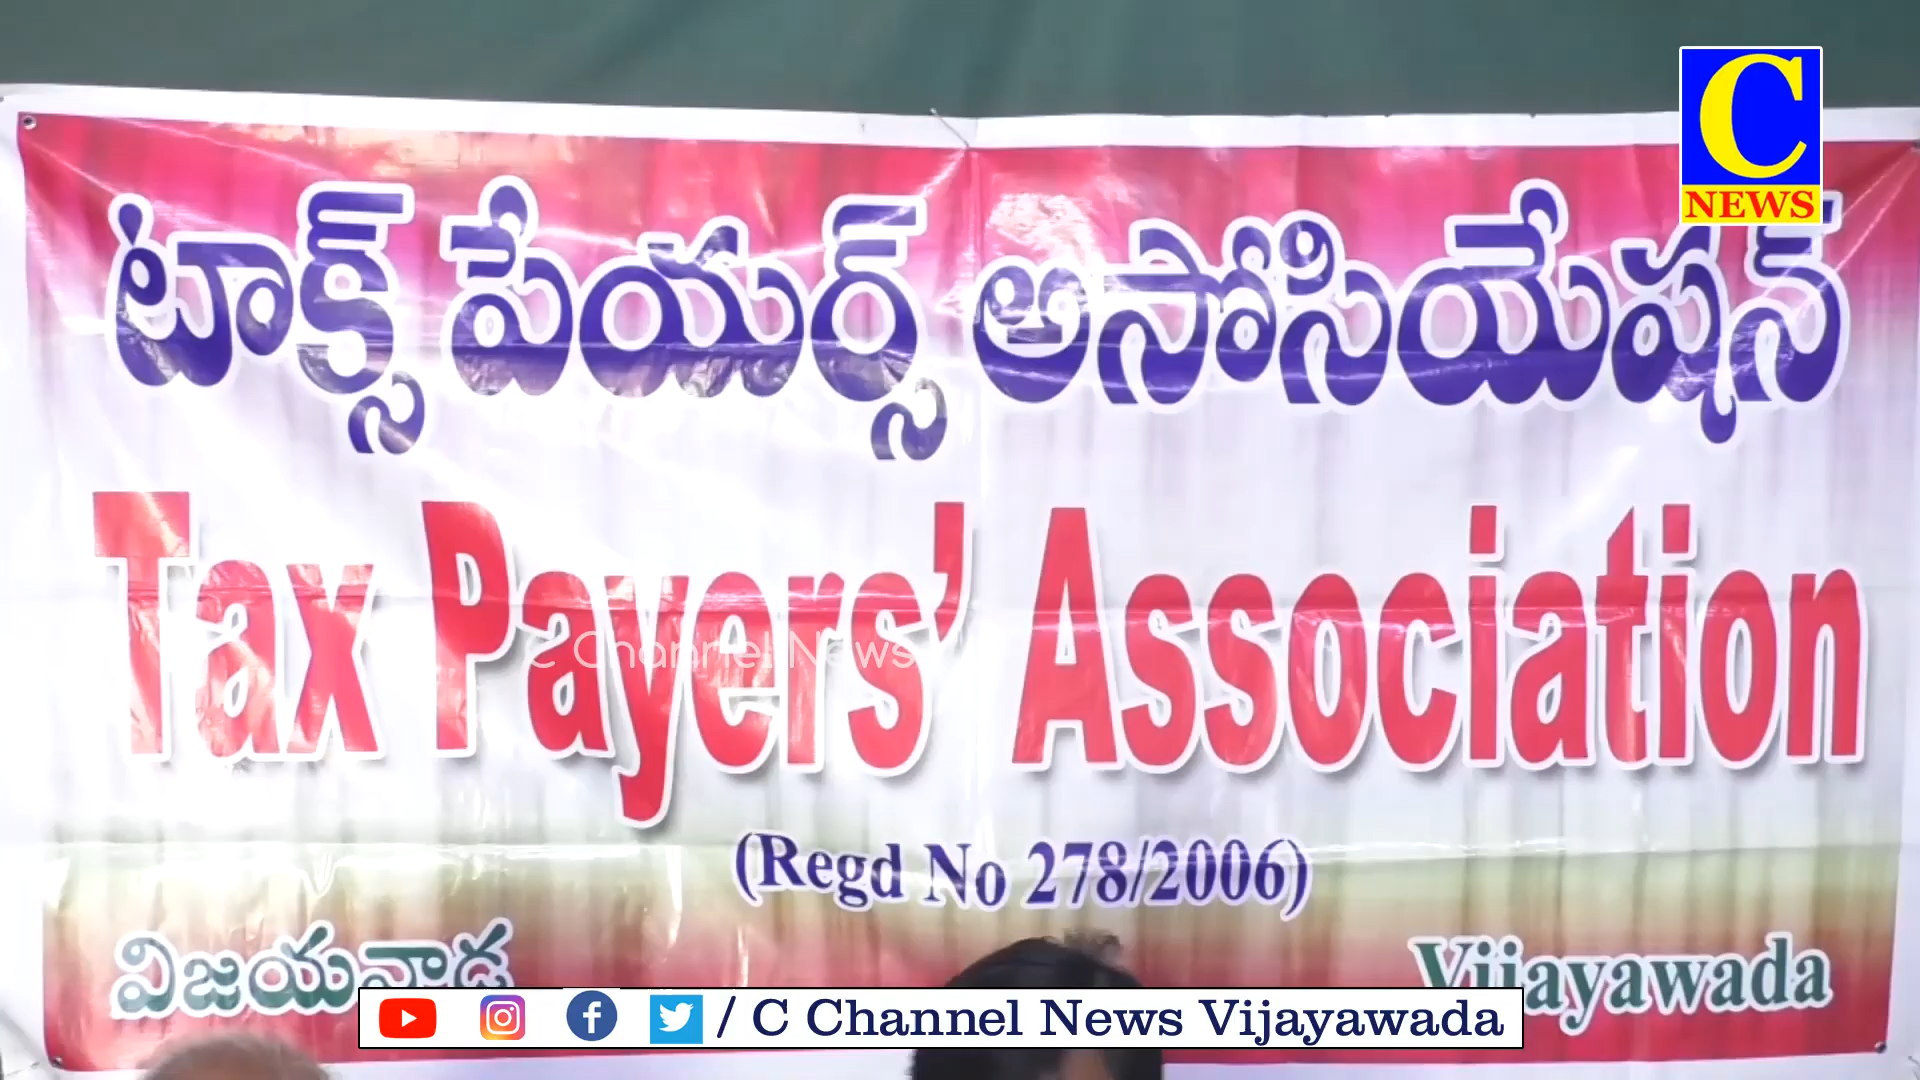 C
NEWS
టాక్స్ పేయర్స్ అసోసియేషన్
Tax Payers' Association
C Channel News
(Regd No 278/2006)
విజయవాడ
Vijayawada
/ C Channel News Vijayawada